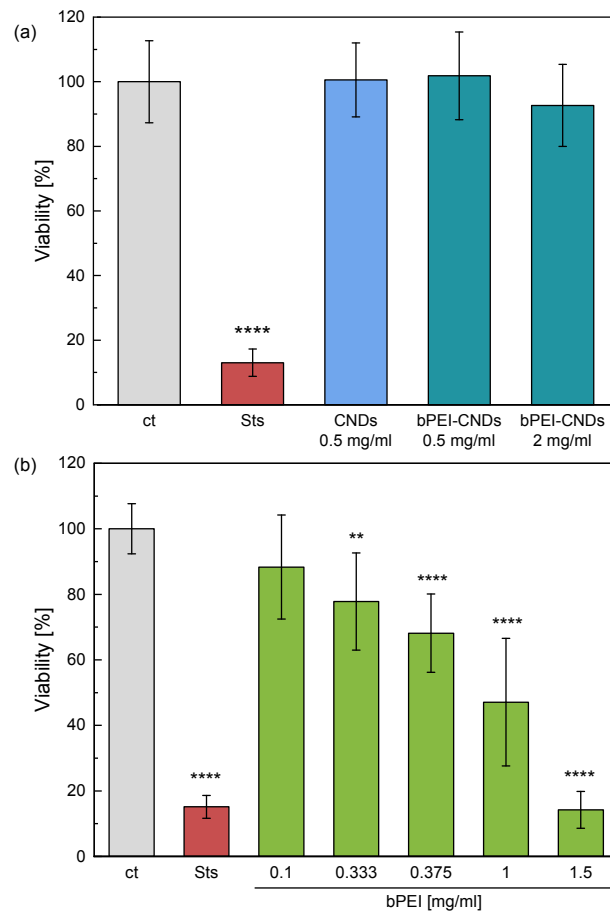 (a)
120
100
80
60
40
20
0
Viability [%]
****
ct Sts CNDs bPEI-CNDs bPEI-CNDs
0.5 mg/ml 0.5 mg/ml 2 mg/ml
(b)
120
100
80
60
40
20
0
Viability [%]
**
****
****
****
****
ct Sts 0.1 0.333 0.375 1 1.5
bPEI [mg/ml]